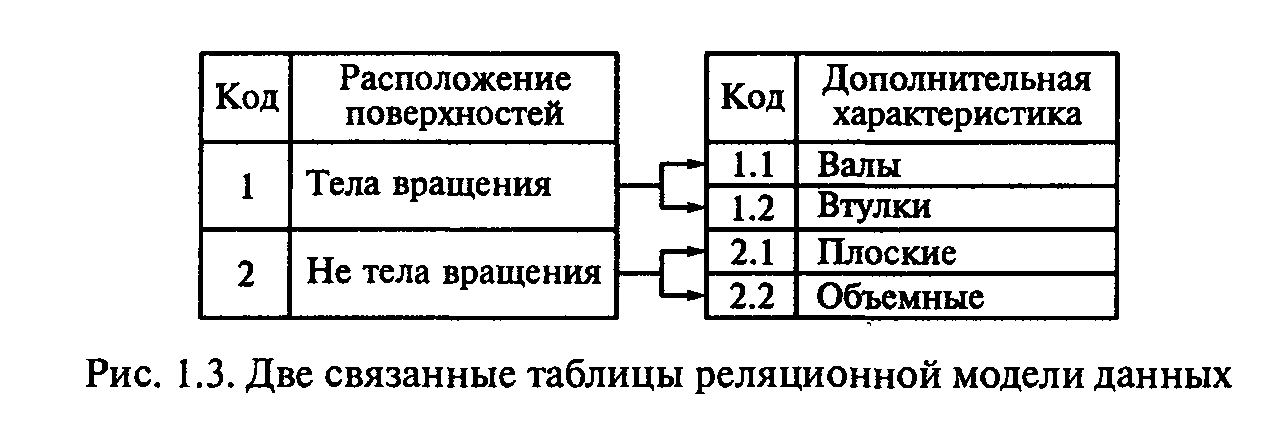 Код
Расположение
поверхностей
Код
Дополнительная
характеристика
1
Тела вращения
1.1
Валы
1.2
Втулки
2
Не тела вращения
2.1
Плоские
2.2
Объемные
Рис. 1.3. Две связанные таблицы реляционной модели данных